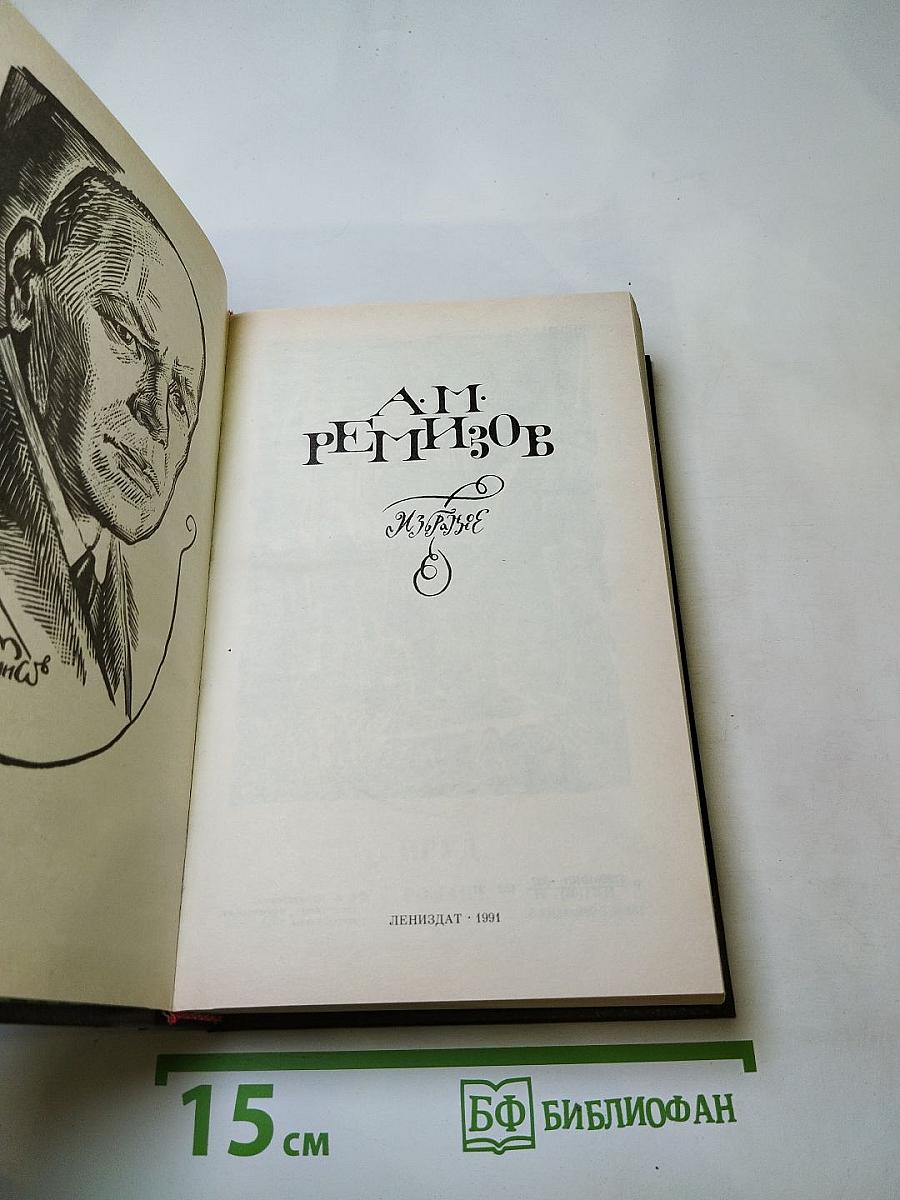 А·М·
РЕМИЗОВ
ИЗБРАННОЕ
ЛЕНИЗДАТ · 1991
15 см
БФ БИБЛИОФАН